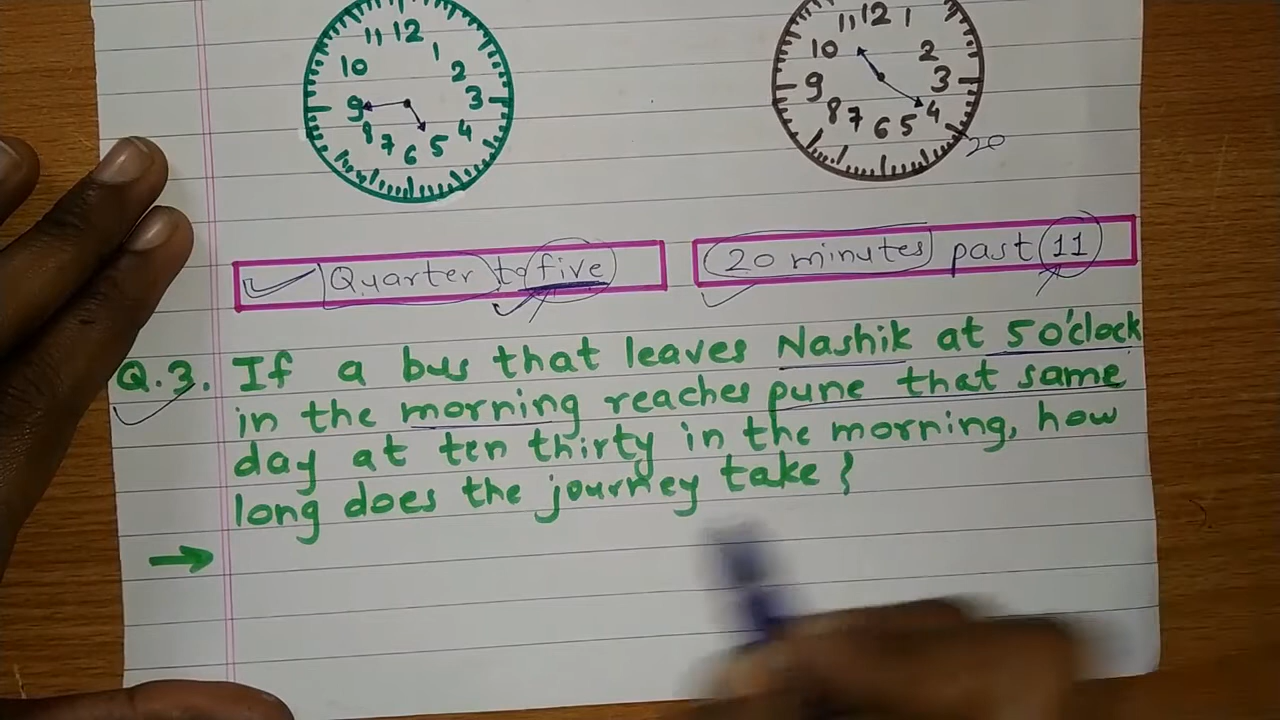 11 12 1
10 2
9 3
8 7 6 5 4
11 12 1
10 2
9 3
8 7 6 5 4
20
Quarter to five
20 minutes past 11
Q.3. If a bus that leaves Nashik at 5 o'clock
in the morning reaches pune that same
day at ten thirty in the morning, how
long does the journey take?